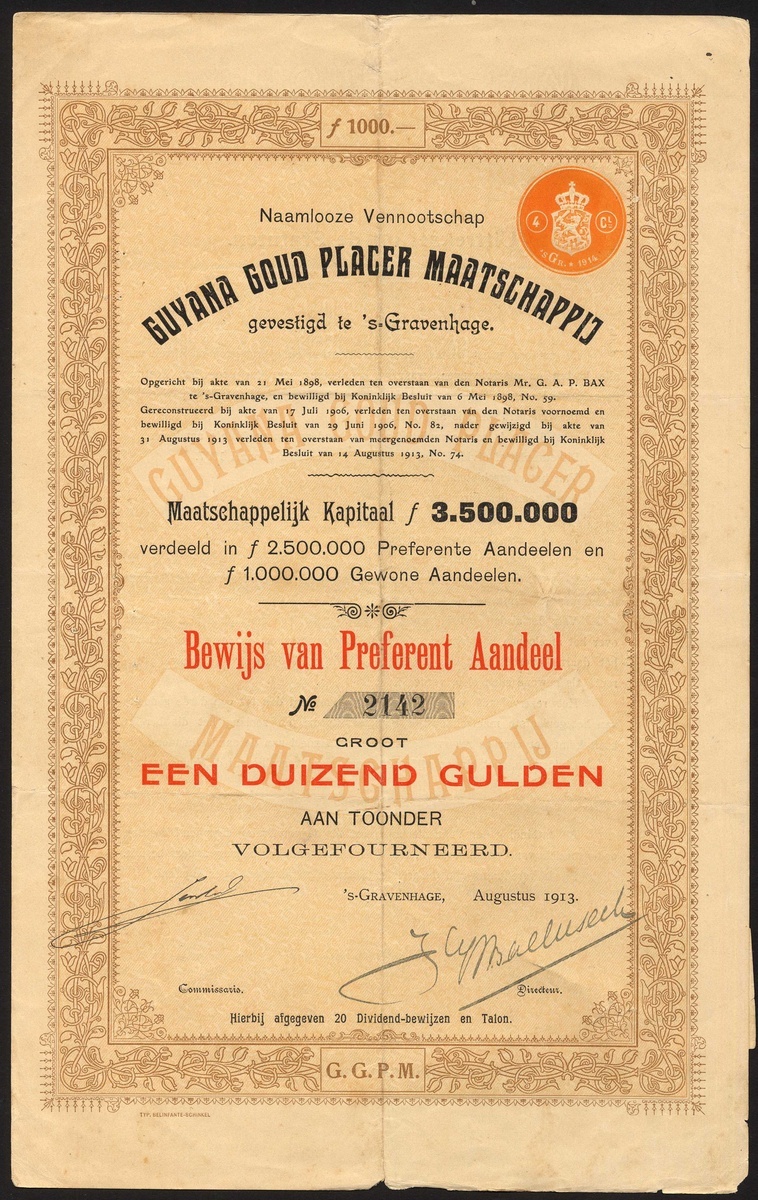 ƒ 1000.—
4 Ct.
'sGr. * 1914
Naamlooze Vennootschap
GUYANA GOUD PLACER MAATSCHAPPIJ
gevestigd te 's-Gravenhage.
Opgericht bij akte van 21 Mei 1898, verleden ten overstaan van den Notaris Mr. G. A. P. BAX
te 's-Gravenhage, en bewilligd bij Koninklijk Besluit van 6 Mei 1898, No. 59.
Gereconstrueerd bij akte van 17 Juli 1906, verleden ten overstaan van den Notaris voornoemd en
bewilligd bij Koninklijk Besluit van 29 Juni 1906, No. 82, nader gewijzigd bij akte van
31 Augustus 1913 verleden ten overstaan van meergenoemden Notaris en bewilligd bij Koninklijk
Besluit van 14 Augustus 1913, No. 74.
GUYANA GOUD PLACER
Maatschappelijk Kapitaal ƒ 3.500.000
verdeeld in ƒ 2.500.000 Preferente Aandeelen en
ƒ 1.000.000 Gewone Aandeelen.
Bewijs van Preferent Aandeel
No 2142
MAATSCHAPPIJ
GROOT
EEN DUIZEND GULDEN
AAN TOONDER
VOLGEFOURNEERD.
's-GRAVENHAGE, Augustus 1913.
Commissaris. Directeur.
Hierbij afgegeven 20 Dividend-bewijzen en Talon.
G. G. P. M.
TYP. BELINFANTE-SCHINKEL